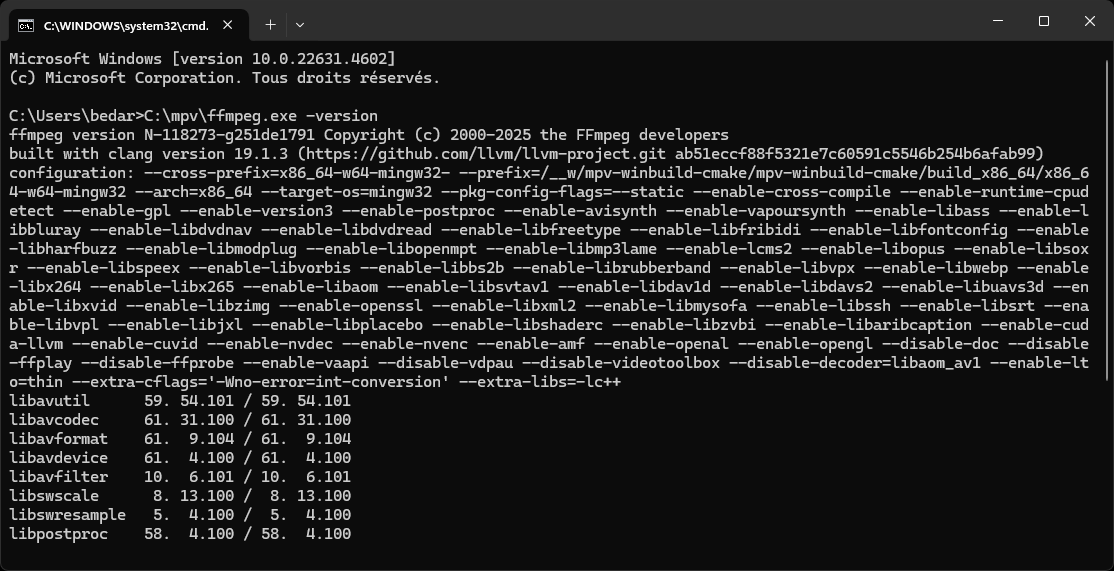 C:\WINDOWS\system32\cmd.
Microsoft Windows [version 10.0.22631.4602]
(c) Microsoft Corporation. Tous droits réservés.
C:\Users\bedar>C:\mpv\ffmpeg.exe -version
ffmpeg version N-118273-g251de1791 Copyright (c) 2000-2025 the FFmpeg developers
built with clang version 19.1.3 (https://github.com/llvm/llvm-project.git ab51eccf88f5321e7c60591c5546b254b6afab99)
configuration: --cross-prefix=x86_64-w64-mingw32- --prefix=/__w/mpv-winbuild-cmake/mpv-winbuild-cmake/build_x86_64/x86_6
4-w64-mingw32 --arch=x86_64 --target-os=mingw32 --pkg-config-flags=--static --enable-cross-compile --enable-runtime-cpud
etect --enable-gpl --enable-version3 --enable-postproc --enable-avisynth --enable-vapoursynth --enable-libass --enable-l
ibbluray --enable-libdvdnav --enable-libdvdread --enable-libfreetype --enable-libfribidi --enable-libfontconfig --enable
-libharfbuzz --enable-libmodplug --enable-libopenmpt --enable-libmp3lame --enable-lcms2 --enable-libopus --enable-libsox
r --enable-libspeex --enable-libvorbis --enable-libbs2b --enable-librubberband --enable-libvpx --enable-libwebp --enable
-libx264 --enable-libx265 --enable-libaom --enable-libsvtav1 --enable-libdav1d --enable-libdavs2 --enable-libuavs3d --en
able-libxvid --enable-libzimg --enable-openssl --enable-libxml2 --enable-libmysofa --enable-libssh --enable-libsrt --ena
ble-libvpl --enable-libjxl --enable-libplacebo --enable-libshaderc --enable-libzvbi --enable-libaribcaption --enable-cud
a-llvm --enable-cuvid --enable-nvdec --enable-nvenc --enable-amf --enable-openal --enable-opengl --disable-doc --disable
-ffplay --disable-ffprobe --enable-vaapi --disable-vdpau --disable-videotoolbox --disable-decoder=libaom_av1 --enable-lt
o=thin --extra-cflags='-Wno-error=int-conversion' --extra-libs=-lc++
libavutil      59. 54.101 / 59. 54.101
libavcodec     61. 31.100 / 61. 31.100
libavformat    61.  9.104 / 61.  9.104
libavdevice    61.  4.100 / 61.  4.100
libavfilter    10.  6.101 / 10.  6.101
libswscale      8. 13.100 /  8. 13.100
libswresample   5.  4.100 /  5.  4.100
libpostproc    58.  4.100 / 58.  4.100